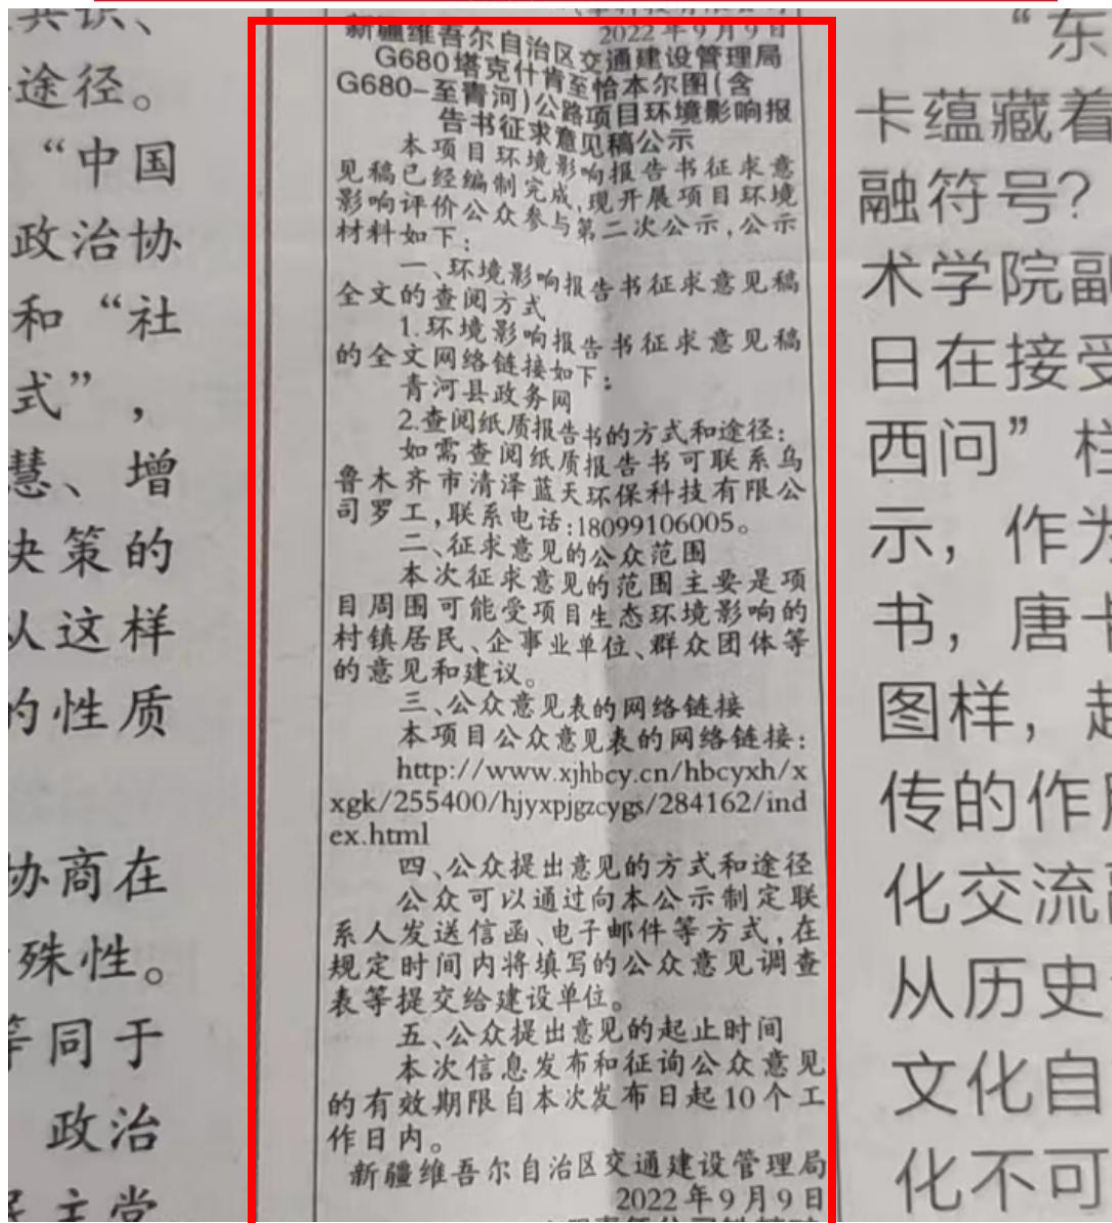 共识、
途径。
“中国
政治协
和“社
式”，
慧、增
决策的
从这样
的性质
协商在
殊性。
等同于
政治
民主党
2022年9月9日
新疆维吾尔自治区交通建设管理局
G680塔克什肯至恰本尔图(含
G680-至青河)公路项目环境影响报
告书征求意见稿公示
本项目环境影响报告书征求意
见稿已经编制完成,现开展项目环境
影响评价公众参与第二次公示,公示
材料如下:
一、环境影响报告书征求意见稿
全文的查阅方式
1.环境影响报告书征求意见稿
的全文网络链接如下:
青河县政务网
2.查阅纸质报告书的方式和途径:
如需查阅纸质报告书可联系乌
鲁木齐市清泽蓝天环保科技有限公
司罗工,联系电话:18099106005。
二、征求意见的公众范围
本次征求意见的范围主要是项
目周围可能受项目生态环境影响的
村镇居民、企事业单位、群众团体等
的意见和建议。
三、公众意见表的网络链接
本项目公众意见表的网络链接:
http://www.xjhbcy.cn/hbcyxh/x
xgk/255400/hjyxpjgzcygs/284162/ind
ex.html
四、公众提出意见的方式和途径
公众可以通过向本公示制定联
系人发送信函、电子邮件等方式,在
规定时间内将填写的公众意见调查
表等提交给建设单位。
五、公众提出意见的起止时间
本次信息发布和征询公众意见
的有效期限自本次发布日起10个工
作日内。
新疆维吾尔自治区交通建设管理局
2022年9月9日
“东
卡蕴藏着
融符号?
术学院副
日在接受
西问”栏
示，作为
书，唐卡
图样，起
传的作用
化交流
从历史
文化自
化不可